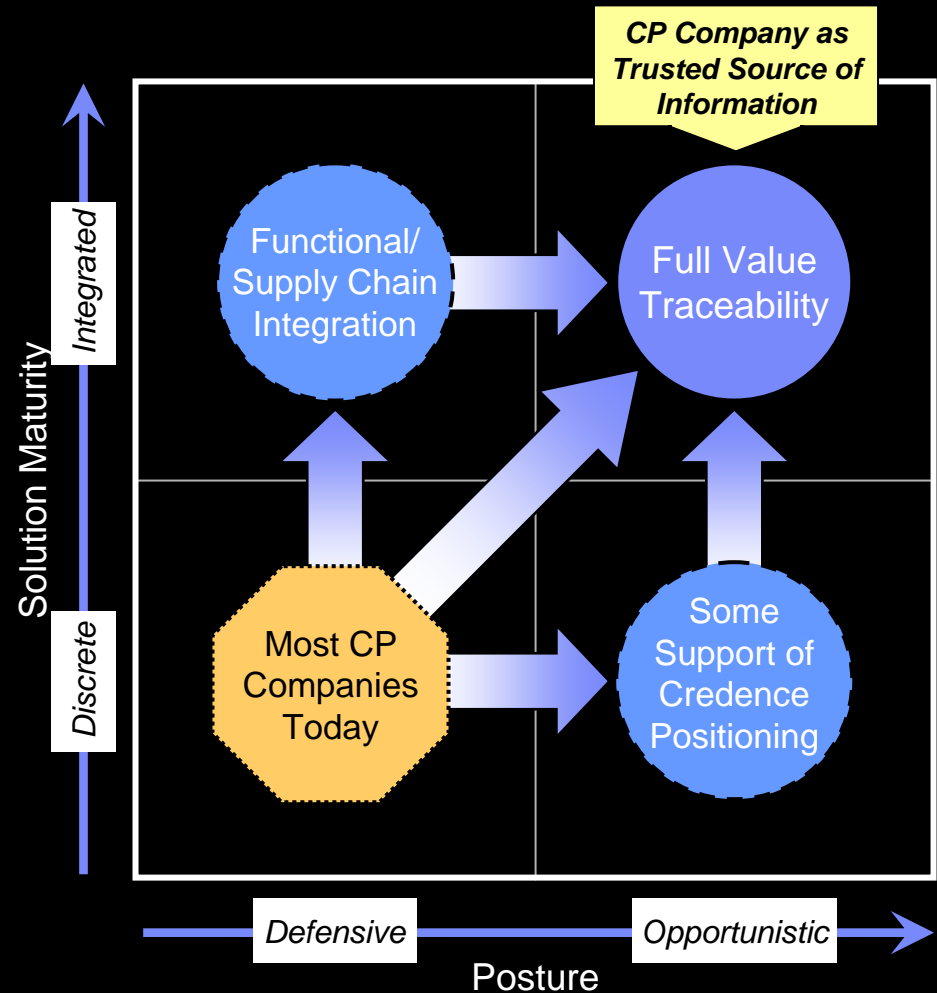 CP Company as
Trusted Source of
Information
Solution Maturity
Integrated
Discrete
Functional/
Supply Chain
Integration
Full Value
Traceability
Most CP
Companies
Today
Some
Support of
Credence
Positioning
Defensive
Opportunistic
Posture